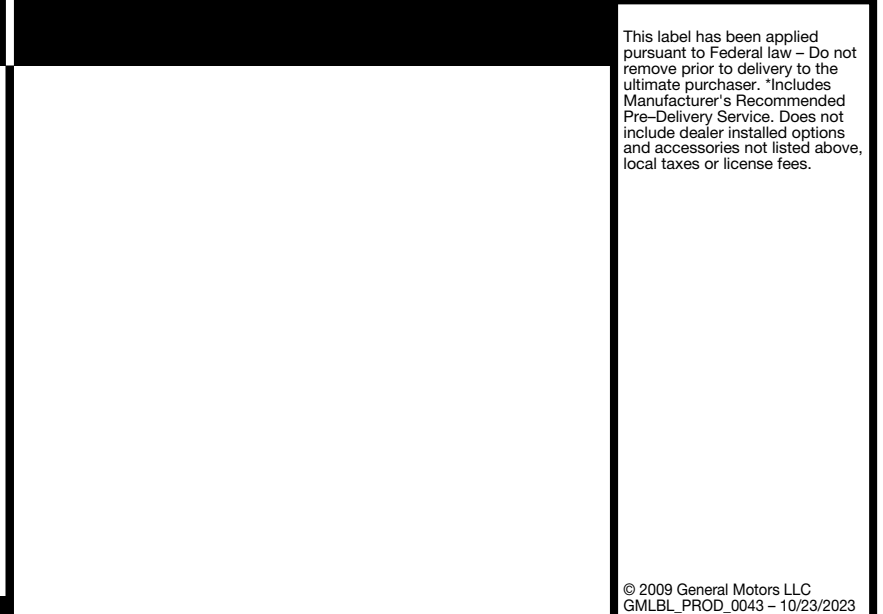 This label has been applied
pursuant to Federal law – Do not
remove prior to delivery to the
ultimate purchaser. *Includes
Manufacturer's Recommended
Pre–Delivery Service. Does not
include dealer installed options
and accessories not listed above,
local taxes or license fees.
© 2009 General Motors LLC
GMLBL_PROD_0043 – 10/23/2023